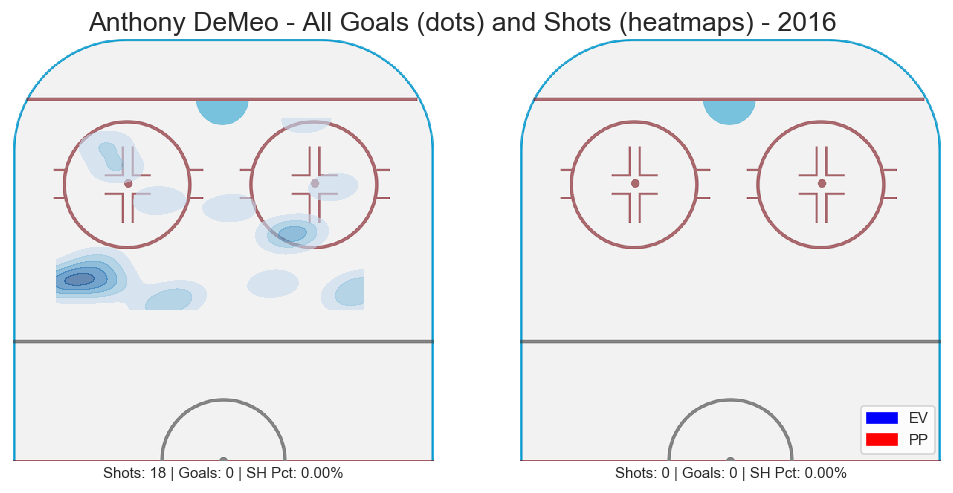 Anthony DeMeo - All Goals (dots) and Shots (heatmaps) - 2016
EV
PP
Shots: 18 | Goals: 0 | SH Pct: 0.00%
Shots: 0 | Goals: 0 | SH Pct: 0.00%